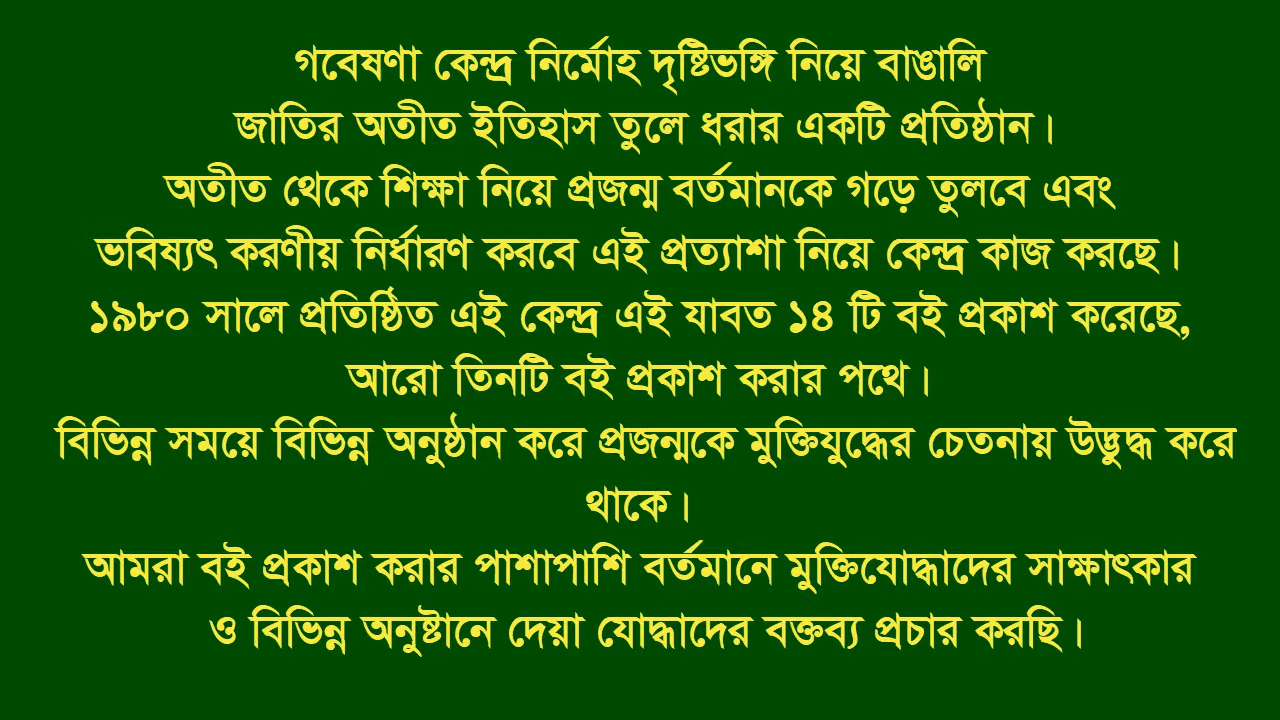 গবেষণা কেন্দ্র নির্মোহ দৃষ্টিভঙ্গি নিয়ে বাঙালি
জাতির অতীত ইতিহাস তুলে ধরার একটি প্রতিষ্ঠান।
অতীত থেকে শিক্ষা নিয়ে প্রজন্ম বর্তমানকে গড়ে তুলবে এবং
ভবিষ্যৎ করণীয় নির্ধারণ করবে এই প্রত্যাশা নিয়ে কেন্দ্র কাজ করছে।
১৯৮০ সালে প্রতিষ্ঠিত এই কেন্দ্র এই যাবত ১৪ টি বই প্রকাশ করেছে,
আরো তিনটি বই প্রকাশ করার পথে।
বিভিন্ন সময়ে বিভিন্ন অনুষ্ঠান করে প্রজন্মকে মুক্তিযুদ্ধের চেতনায় উদ্ভুদ্ধ করে
থাকে।
আমরা বই প্রকাশ করার পাশাপাশি বর্তমানে মুক্তিযোদ্ধাদের সাক্ষাৎকার
ও বিভিন্ন অনুষ্টানে দেয়া যোদ্ধাদের বক্তব্য প্রচার করছি।